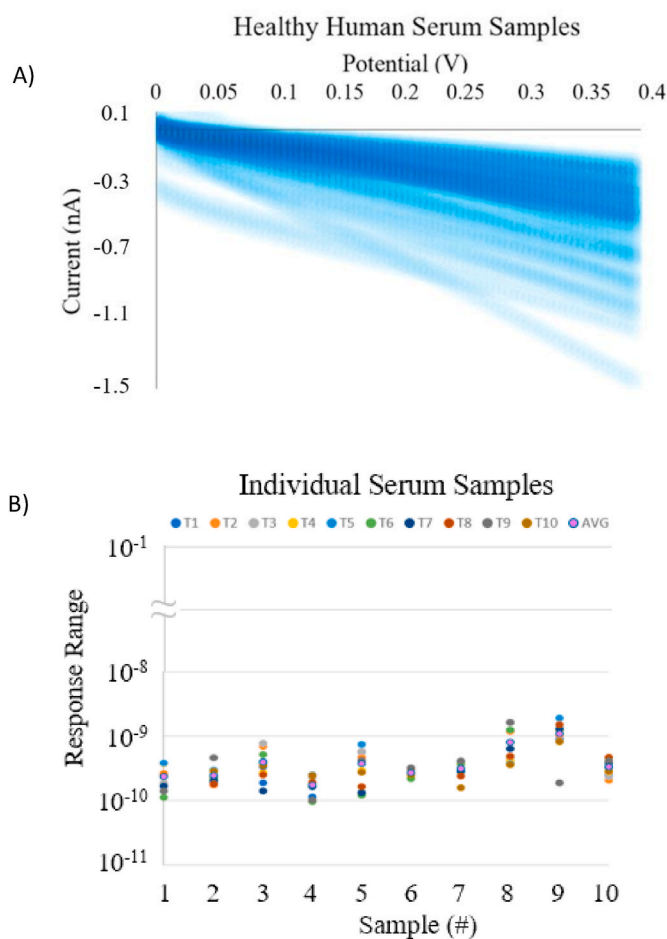 Healthy Human Serum Samples
A)
Potential (V)
0 0.05 0.1 0.15 0.2 0.25 0.3 0.35 0.4
0.1
-0.3
-0.7
-1.1
-1.5
Current (nA)
B)
Individual Serum Samples
T1 T2 T3 T4 T5 T6 T7 T8 T9 T10 AVG
10-1
10-8
10-9
10-10
10-11
Response Range
1 2 3 4 5 6 7 8 9 10
Sample (#)